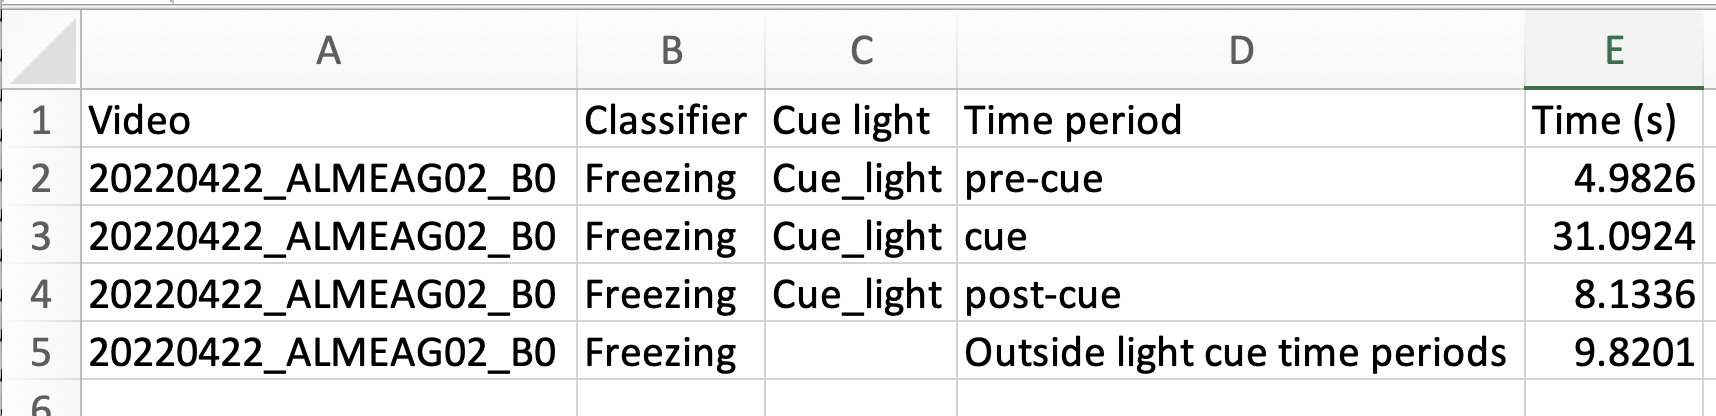 A B C D E
1 Video Classifier Cue light Time period Time (s)
2 20220422_ALMEAG02_B0 Freezing Cue_light pre-cue 4.9826
3 20220422_ALMEAG02_B0 Freezing Cue_light cue 31.0924
4 20220422_ALMEAG02_B0 Freezing Cue_light post-cue 8.1336
5 20220422_ALMEAG02_B0 Freezing Outside light cue time periods 9.8201
6